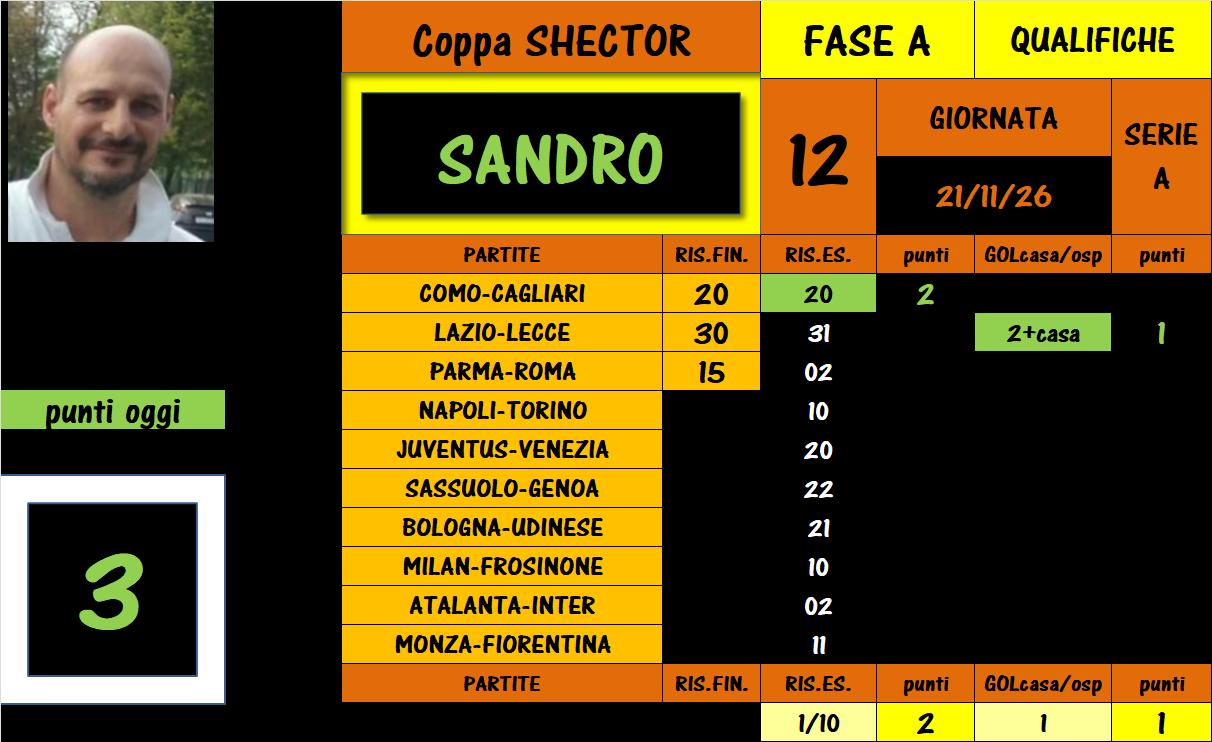 Coppa SHECTOR
FASE A
QUALIFICHE
SANDRO
12
GIORNATA
21/11/26
SERIE
A
PARTITE RIS.FIN. RIS.ES. punti GOLcasa/osp punti
COMO-CAGLIARI 20 20 2
LAZIO-LECCE 30 31 2+casa 1
PARMA-ROMA 15 02
punti oggi
NAPOLI-TORINO 10
JUVENTUS-VENEZIA 20
SASSUOLO-GENOA 22
BOLOGNA-UDINESE 21
3
MILAN-FROSINONE 10
ATALANTA-INTER 02
MONZA-FIORENTINA 11
PARTITE RIS.FIN. RIS.ES. punti GOLcasa/osp punti
1/10 2 1 1